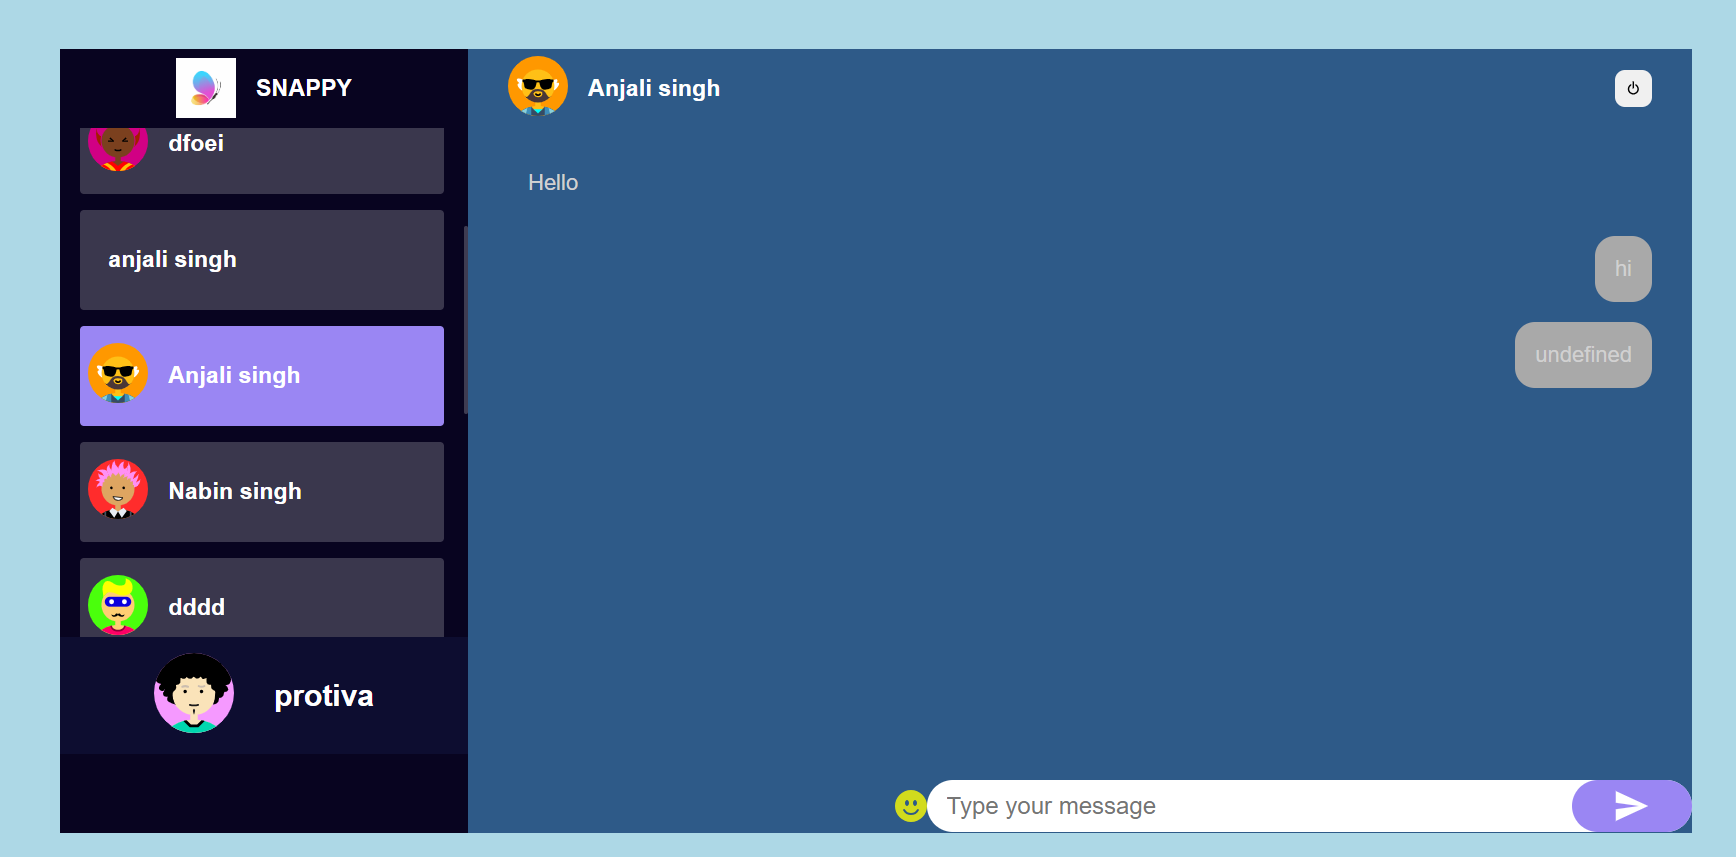 SNAPPY
dfoei
anjali singh
Anjali singh
Nabin singh
dddd
protiva
Anjali singh
Hello
hi
undefined
Type your message